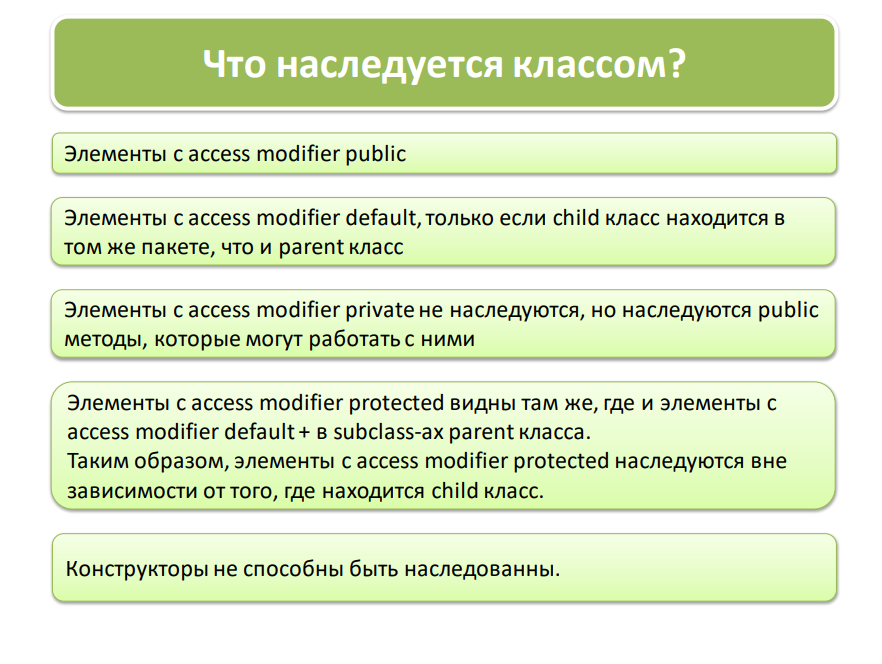 Что наследуется классом?
Элементы с access modifier public
Элементы с access modifier default, только если child класс находится в
том же пакете, что и parent класс
Элементы с access modifier private не наследуются, но наследуются public
методы, которые могут работать с ними
Элементы с access modifier protected видны там же, где и элементы с
access modifier default + в subclass-ах parent класса.
Таким образом, элементы с access modifier protected наследуются вне
зависимости от того, где находится child класс.
Конструкторы не способны быть наследованны.